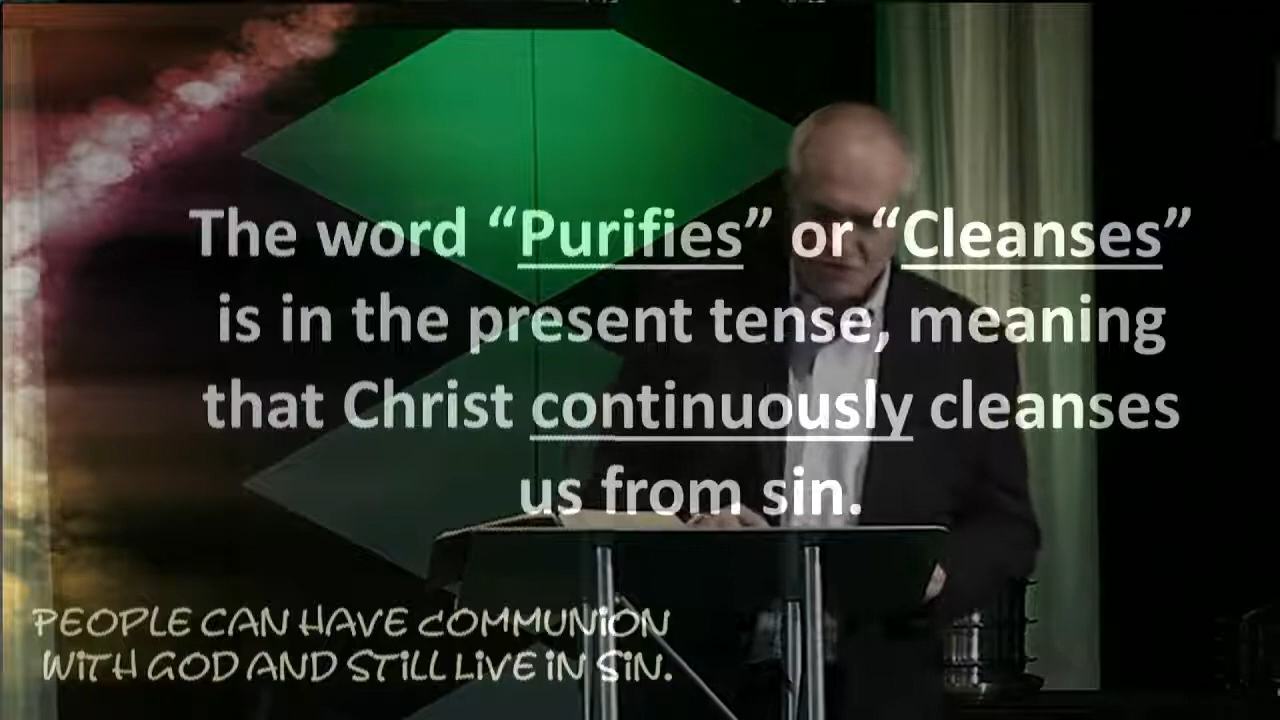 The word “Purifies” or “Cleanses”
is in the present tense, meaning
that Christ continuously cleanses
us from sin.
PEOPLE CAN HAVE COMMUNION
WITH GOD AND STILL LIVE IN SIN.